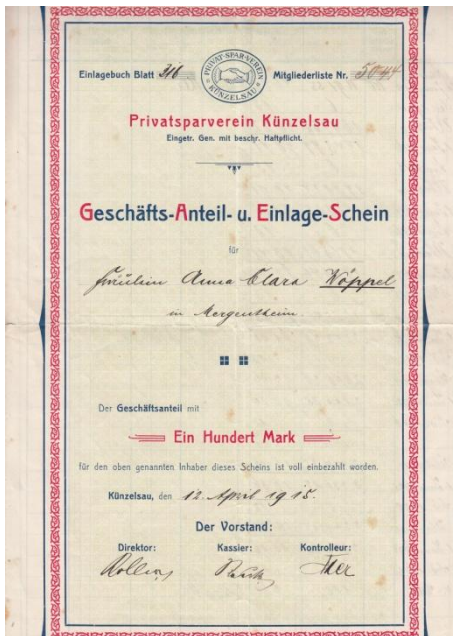 Einlagebuch Blatt 316
PRIVAT-SPAR-VEREIN
KÜNZELSAU
Mitgliederliste Nr. 5044
Privatsparverein Künzelsau
Eingetr. Gen. mit beschr. Haftpflicht.
Geschäfts-Anteil- u. Einlage-Schein
für
Fräulein Anna Clara Wöppel
in Mergentheim
Der Geschäftsanteil mit
Ein Hundert Mark
für den oben genannten Inhaber dieses Scheins ist voll einbezahlt worden.
Künzelsau, den 12. April 1915.
Der Vorstand:
Direktor: Kassier: Kontrolleur: